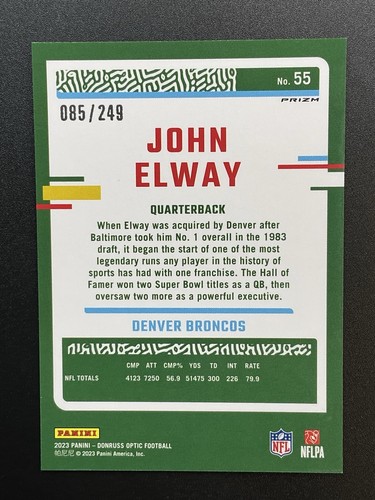 No. 55
PRIZM
085/249
JOHN
ELWAY
QUARTERBACK
When Elway was acquired by Denver after
Baltimore took him No. 1 overall in the 1983
draft, it began the start of one of the most
legendary runs any player in the history of
sports has had with one franchise. The Hall of
Famer won two Super Bowl titles as a QB, then
oversaw two more as a powerful executive.
DENVER BRONCOS
CMP ATT CMP% YDS TD INT RATE
NFL TOTALS 4123 7250 56.9 51475 300 226 79.9
PANINI
2023 PANINI – DONRUSS OPTIC FOOTBALL
帕尼尼 © 2023 Panini America, Inc.
NFL
NFLPA